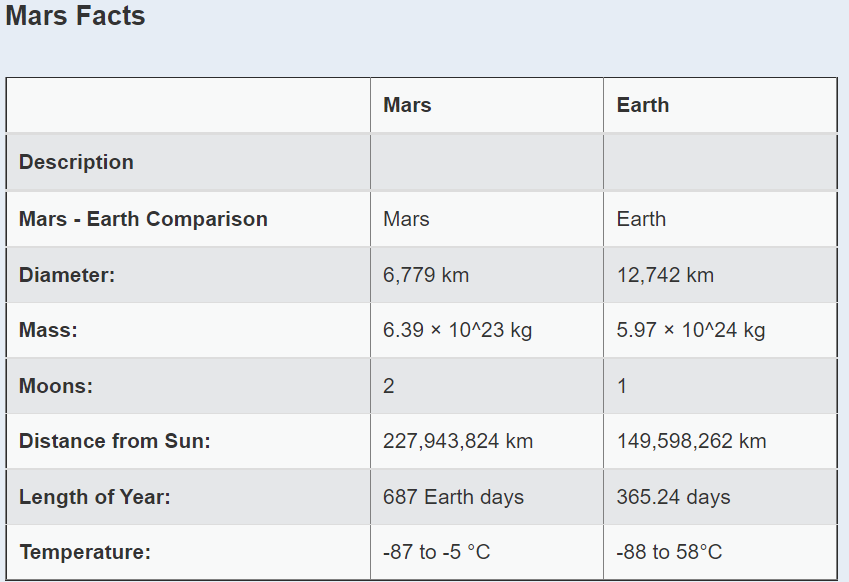 Mars Facts
Mars Earth
Description
Mars - Earth Comparison Mars Earth
Diameter: 6,779 km 12,742 km
Mass: 6.39 × 10^23 kg 5.97 × 10^24 kg
Moons: 2 1
Distance from Sun: 227,943,824 km 149,598,262 km
Length of Year: 687 Earth days 365.24 days
Temperature: -87 to -5 °C -88 to 58°C